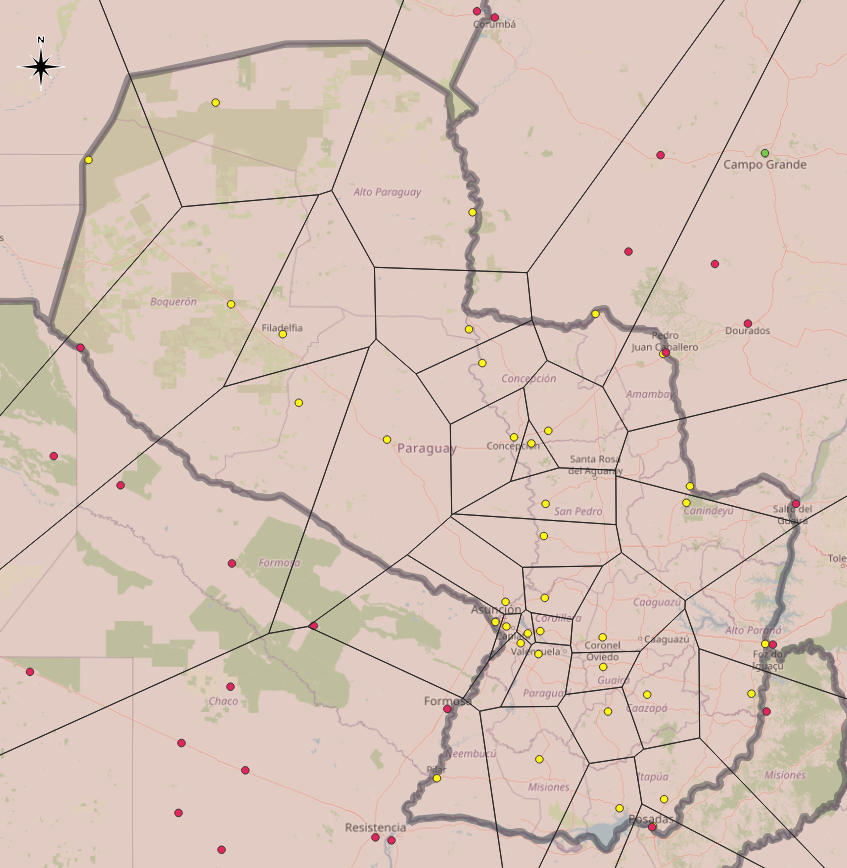 N
Corumbá
Campo Grande
Alto Paraguay
Boquerón
Filadelfia
Dourados
Pedro
Juan Caballero
Concepción
Amambay
Paraguay
Concepción
Santa Rosa
del Aguaray
San Pedro
Canindeyú
Salto del
Guairá
Formosa
Caaguazú
Asunción
Cordillera
Alto Paraná
Coronel
Oviedo
Caaguazú
Valenzuela
Foz do
Iguaçu
Guairá
Chaco
Formosa
Paraguarí
Caazapá
Ñeembucú
Pilar
Misiones
Itapúa
Misiones
Posadas
Resistencia